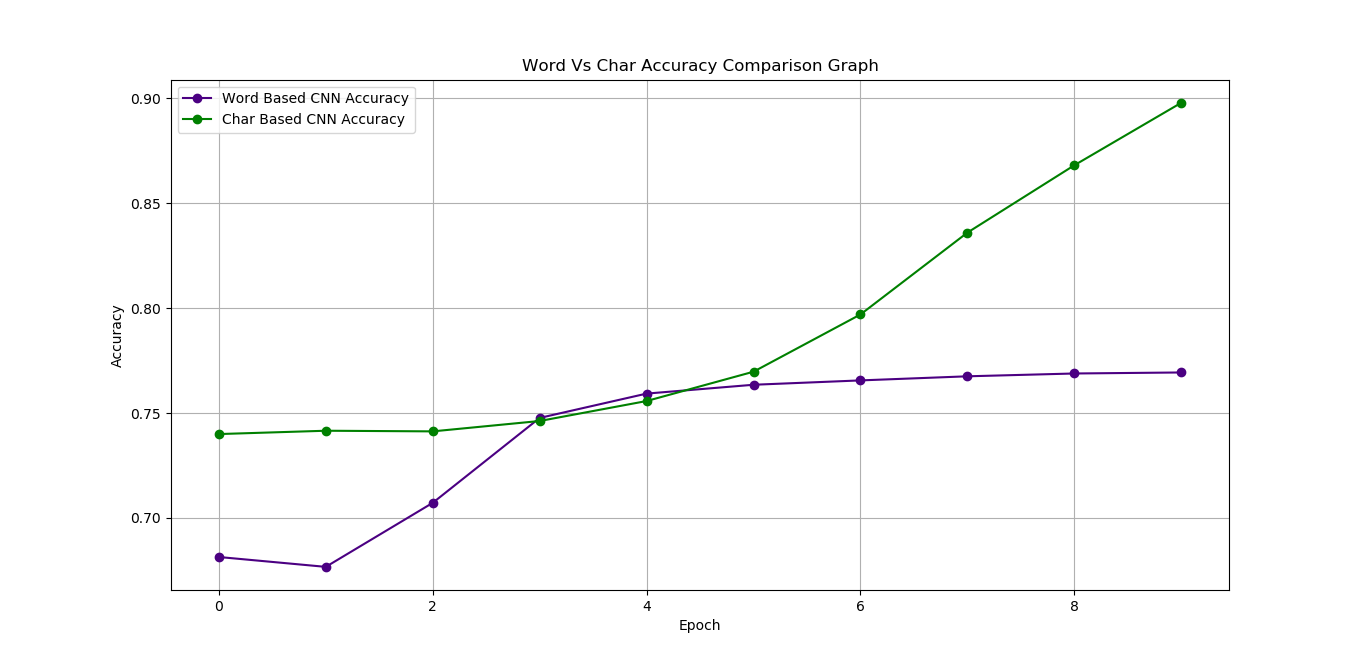 Word Vs Char Accuracy Comparison Graph
Word Based CNN Accuracy
Char Based CNN Accuracy
Accuracy
0.90
0.85
0.80
0.75
0.70
0 2 4 6 8
Epoch